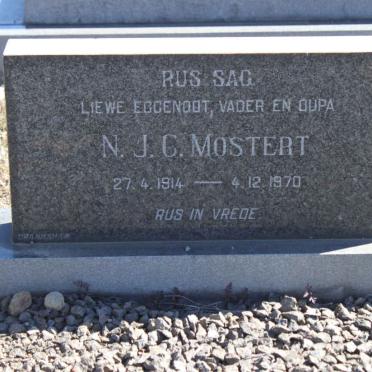 RUS SAG
LIEWE EGGENOOT, VADER EN OUPA
N. J. C. MOSTERT
27. 4. 1914 — 4. 12. 1970
RUS IN VREDE